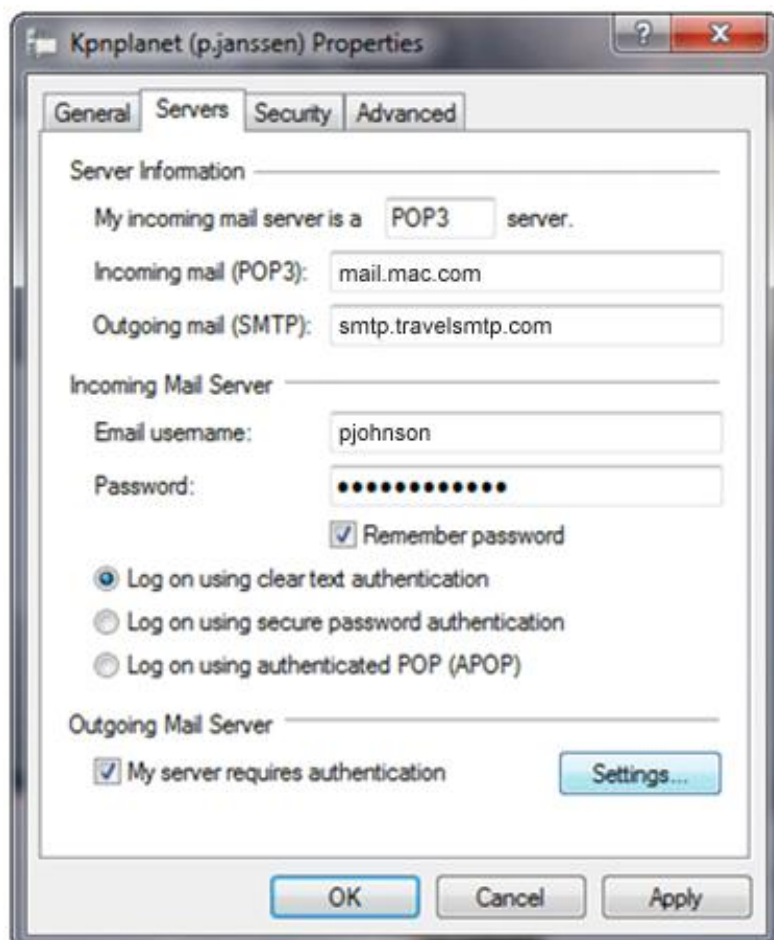 Kpnplanet (p.janssen) Properties
?
X
General Servers Security Advanced
Server Information
My incoming mail server is a POP3 server.
Incoming mail (POP3): mail.mac.com
Outgoing mail (SMTP): smtp.travelsmtp.com
Incoming Mail Server
Email username: pjohnson
Password: ●●●●●●●●●●●●
Remember password
Log on using clear text authentication
Log on using secure password authentication
Log on using authenticated POP (APOP)
Outgoing Mail Server
My server requires authentication Settings...
OK Cancel Apply